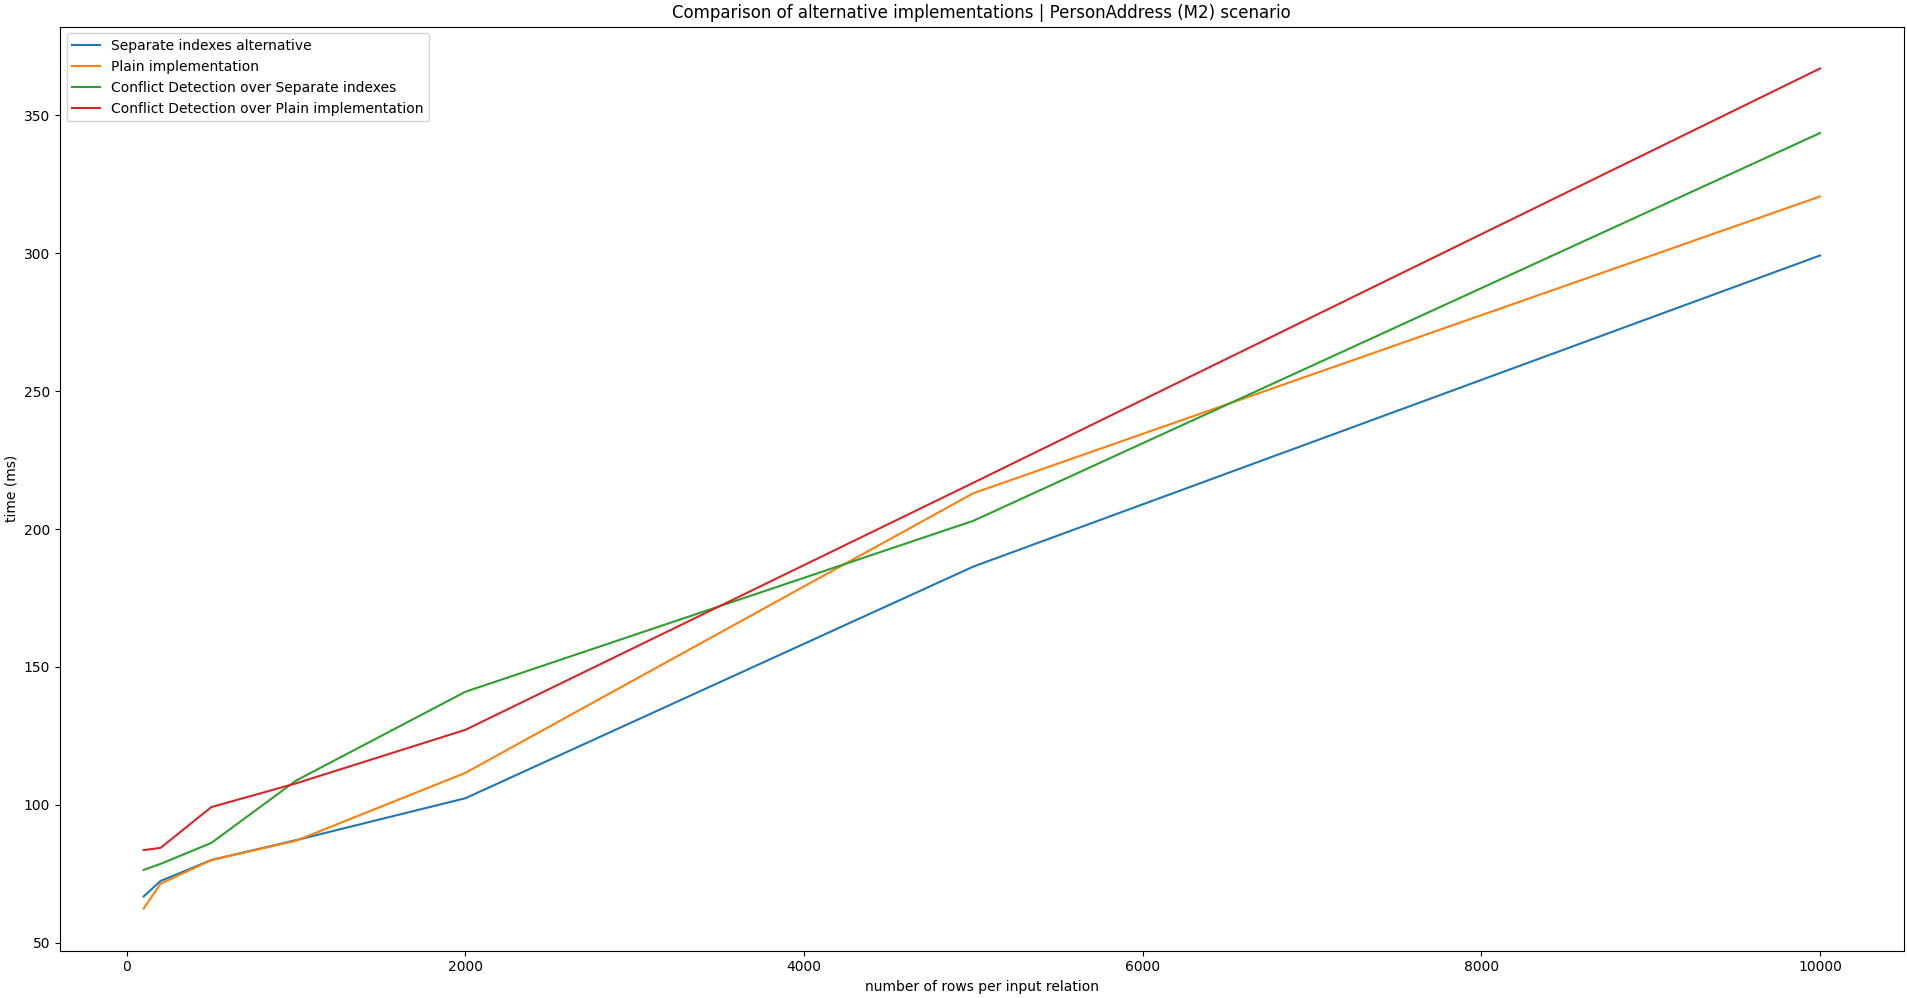 Comparison of alternative implementations | PersonAddress (M2) scenario
Separate indexes alternative
Plain implementation
Conflict Detection over Separate indexes
Conflict Detection over Plain implementation
350
300
250
200
150
100
50
time (ms)
0 2000 4000 6000 8000 10000
number of rows per input relation